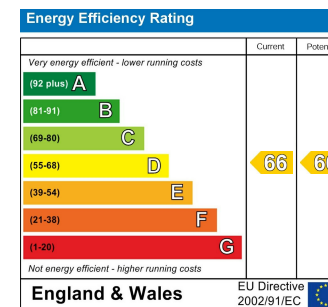 Energy Efficiency Rating
Current
Very energy efficient - lower running costs
(92 plus) A
(81-91) B
(69-80) C
(55-68) D 66
(39-54) E
(21-38) F
(1-20) G
Not energy efficient - higher running costs
England & Wales
EU Directive
2002/91/EC